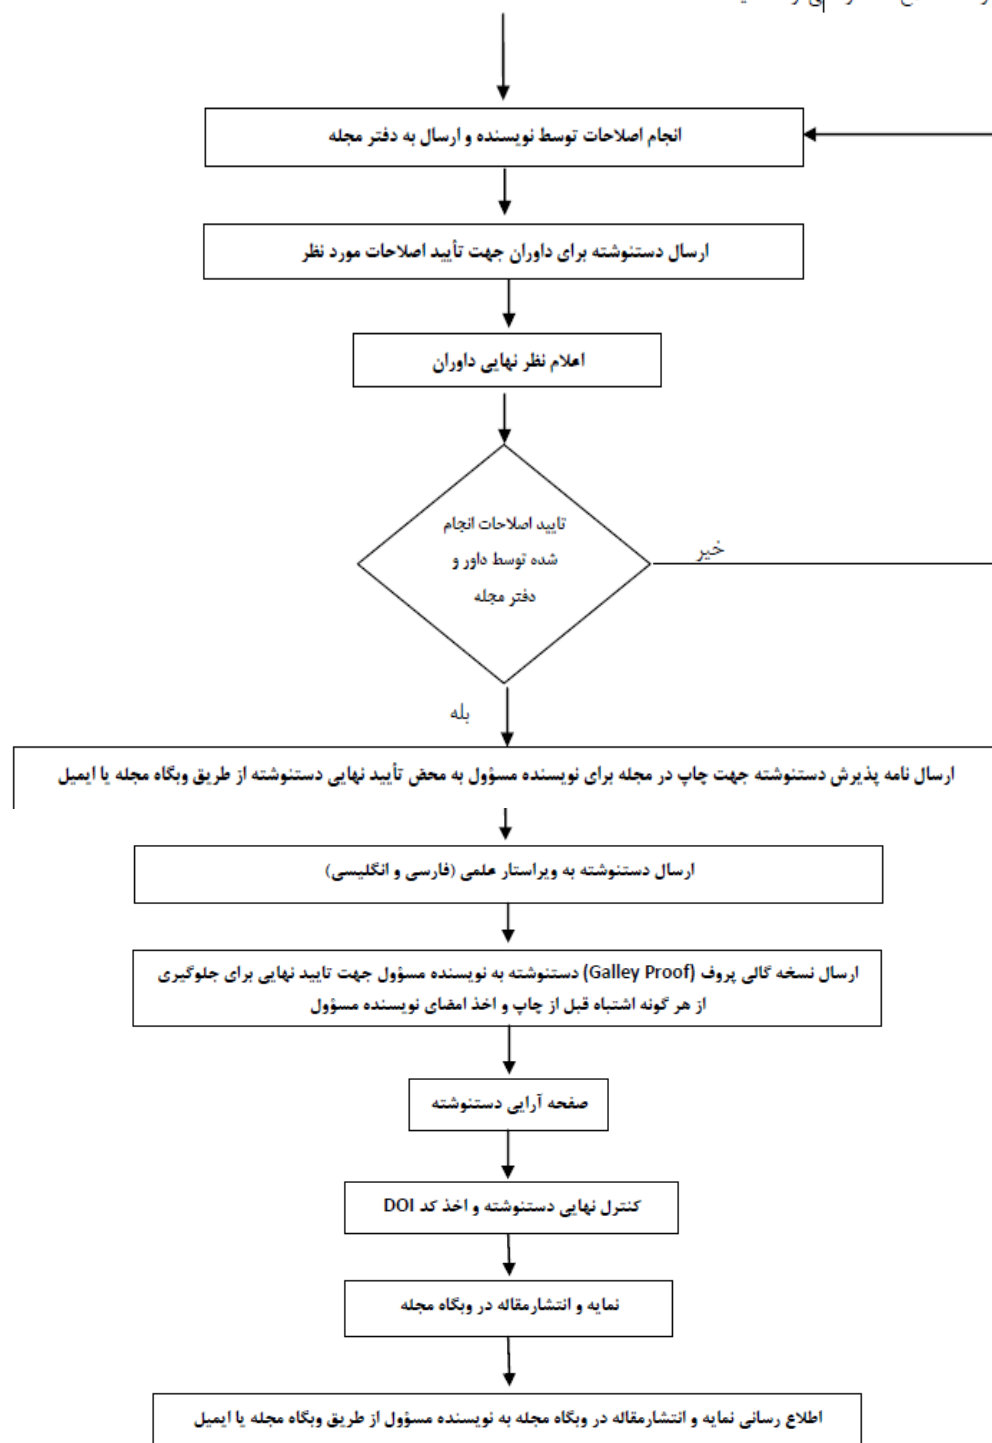 انجام اصلاحات توسط نویسنده و ارسال به دفتر مجله
ارسال دستنوشته برای داوران جهت تأیید اصلاحات مورد نظر
اعلام نظر نهایی داوران
تایید اصلاحات انجام
شده توسط داور و
دفتر مجله
خیر
بله
ارسال نامه پذیرش دستنوشته جهت چاپ در مجله برای نویسنده مسؤول به محض تأیید نهایی دستنوشته از طریق وبگاه مجله یا ایمیل
ارسال دستنوشته به ویراستار علمی (فارسی و انگلیسی)
ارسال نسخه گالی پروف (Galley Proof) دستنوشته به نویسنده مسؤول جهت تایید نهایی برای جلوگیری
از هر گونه اشتباه قبل از چاپ و اخذ امضای نویسنده مسؤول
صفحه آرایی دستنوشته
کنترل نهایی دستنوشته و اخذ کد DOI
نمایه و انتشارمقاله در وبگاه مجله
اطلاع رسانی نمایه و انتشارمقاله در وبگاه مجله به نویسنده مسؤول از طریق وبگاه مجله یا ایمیل